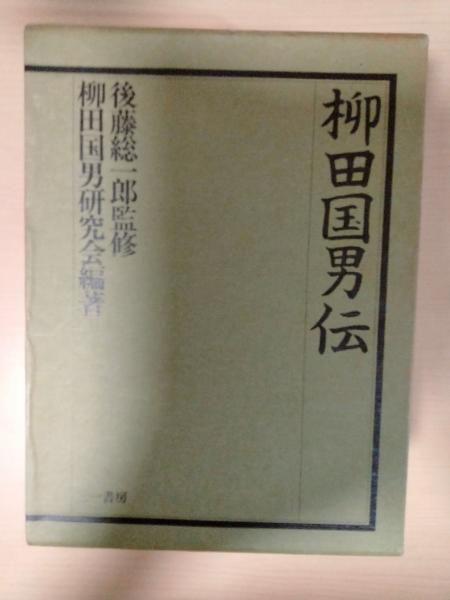 柳田国男伝
後藤総一郎監修
柳田国男研究会編著
三一書房